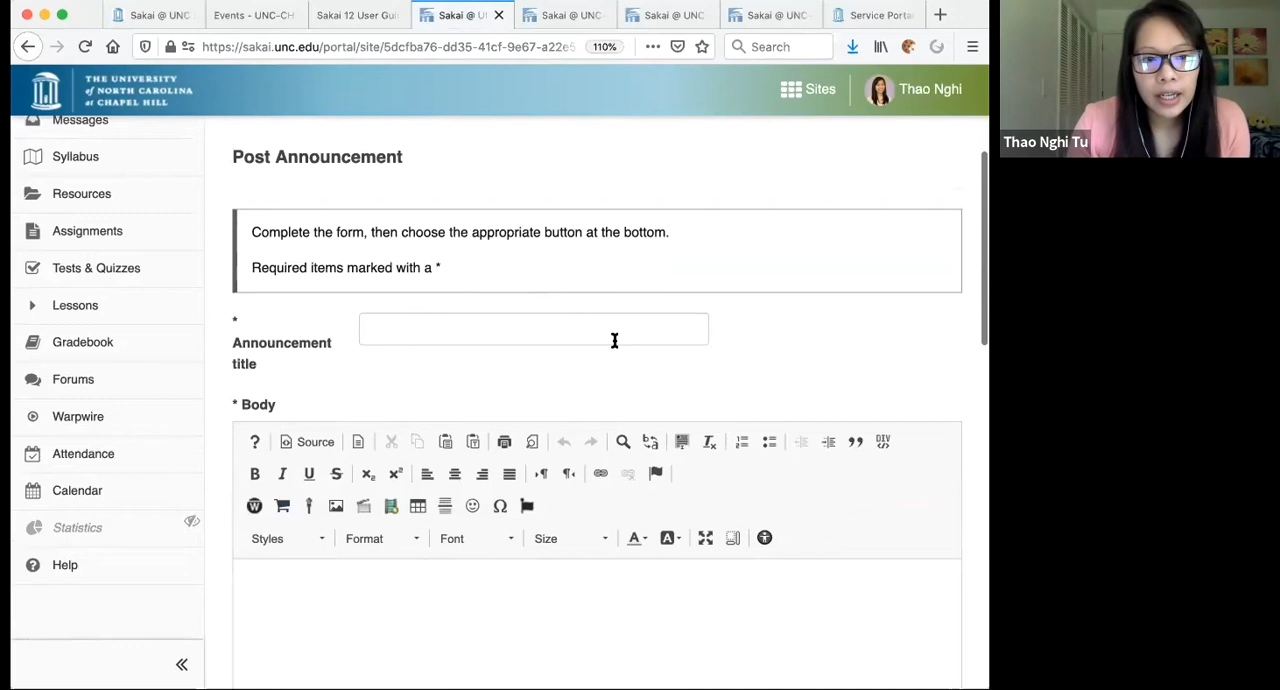 Sakai @ UNC
Events - UNC-CH
Sakai 12 User Gui
Sakai @ U
Sakai @ UNC
Sakai @ UNC
Sakai @ UNC
Service Porta
https://sakai.unc.edu/portal/site/5dcfba76-dd35-41cf-9e67-a22e5
110%
Search
THE UNIVERSITY
of NORTH CAROLINA
at CHAPEL HILL
Sites
Thao Nghi
Thao Nghi Tu
Messages
Syllabus
Resources
Assignments
Tests & Quizzes
Lessons
Gradebook
Forums
Warpwire
Attendance
Calendar
Statistics
Help
Post Announcement
Complete the form, then choose the appropriate button at the bottom.
Required items marked with a *
*
Announcement
title
* Body
Source
Styles
Format
Font
Size